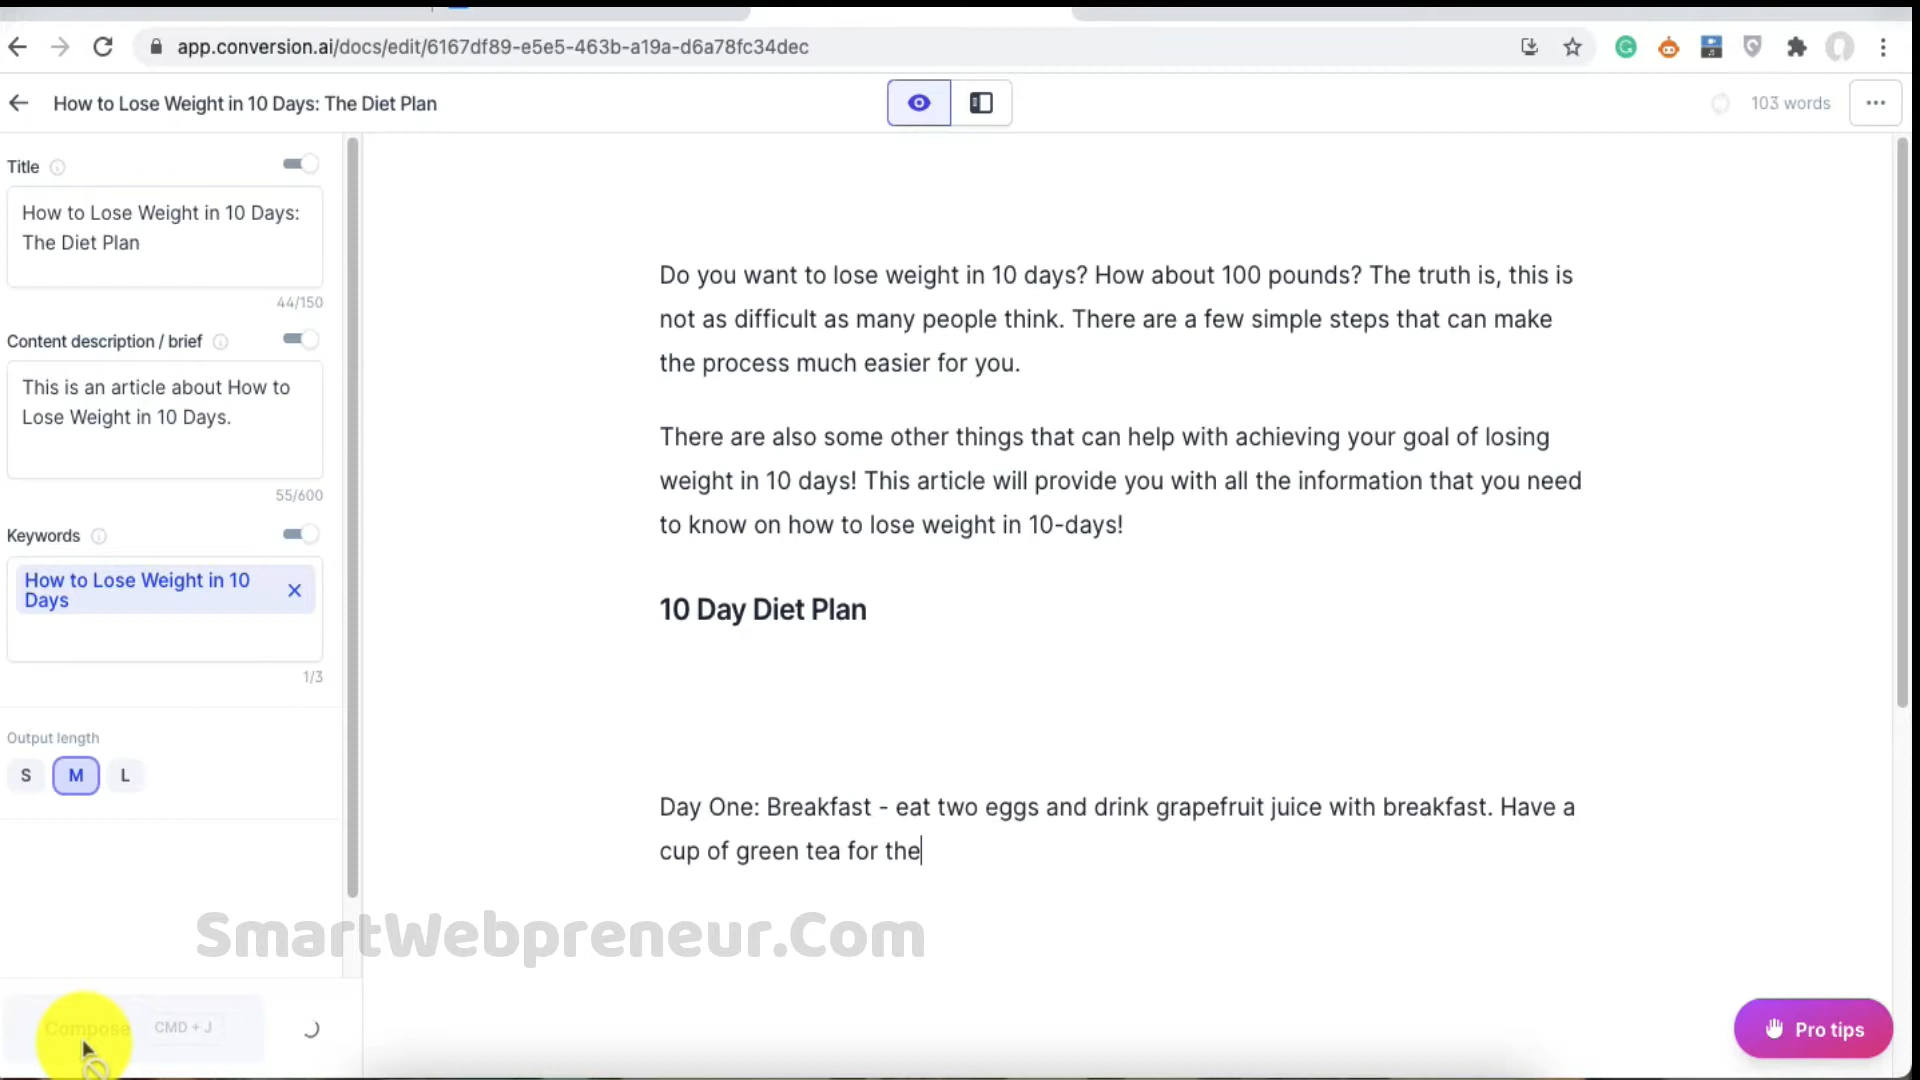 app.conversion.ai/docs/edit/6167df89-e5e5-463b-a19a-d6a78fc34dec
How to Lose Weight in 10 Days: The Diet Plan
103 words
Title
How to Lose Weight in 10 Days:
The Diet Plan
44/150
Content description / brief
This is an article about How to
Lose Weight in 10 Days.
55/600
Keywords
How to Lose Weight in 10
Days
1/3
Output length
S M L
Compose CMD + J
Do you want to lose weight in 10 days? How about 100 pounds? The truth is, this is
not as difficult as many people think. There are a few simple steps that can make
the process much easier for you.
There are also some other things that can help with achieving your goal of losing
weight in 10 days! This article will provide you with all the information that you need
to know on how to lose weight in 10-days!
10 Day Diet Plan
Day One: Breakfast - eat two eggs and drink grapefruit juice with breakfast. Have a
cup of green tea for the
SmartWebpreneur.Com
Pro tips